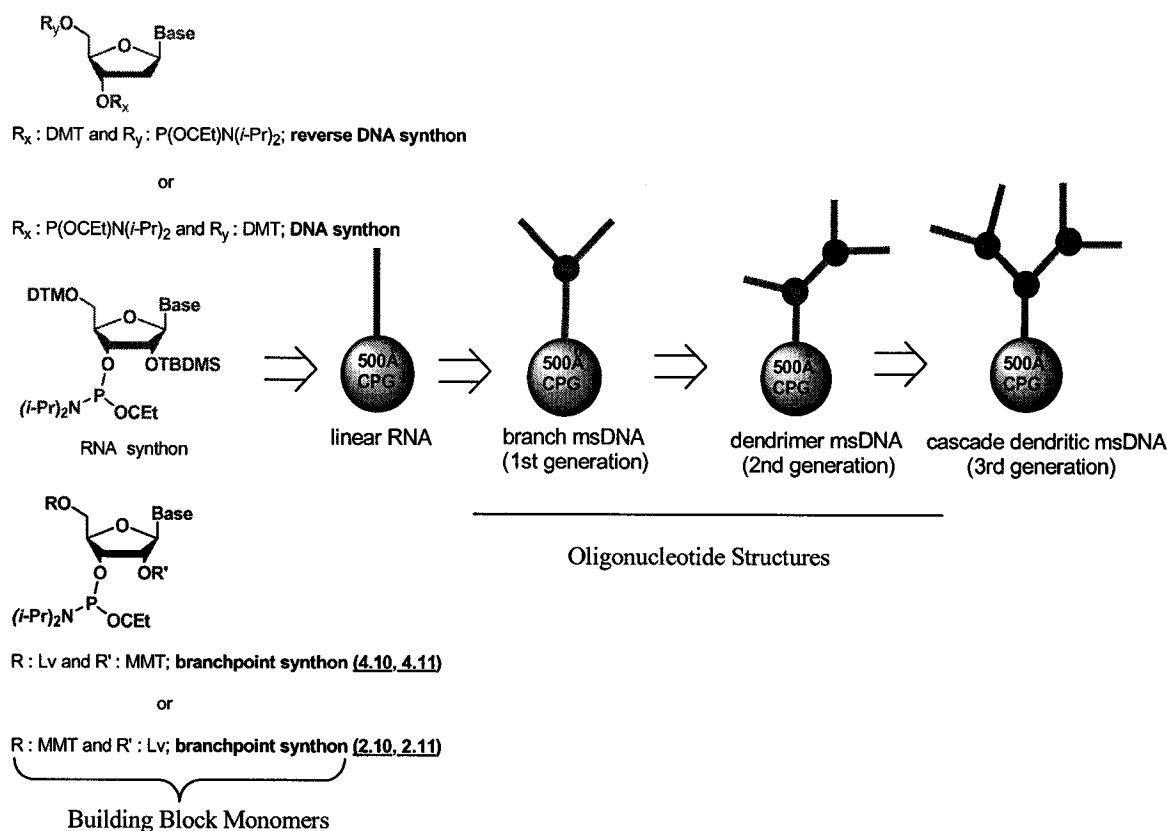 RyO
Base
O
ORx
Rx : DMT and Ry : P(OCEt)N(i-Pr)2; reverse DNA synthon
or
Rx : P(OCEt)N(i-Pr)2 and Ry : DMT; DNA synthon
DTMO
Base
O
O
OTBDMS
P
(i-Pr)2N
OCEt
RNA synthon
500Å
CPG
linear RNA
500Å
CPG
branch msDNA
(1st generation)
500Å
CPG
dendrimer msDNA
(2nd generation)
500Å
CPG
cascade dendritic msDNA
(3rd generation)
Oligonucleotide Structures
RO
Base
O
O
OR'
P
(i-Pr)2N
OCEt
R : Lv and R' : MMT; branchpoint synthon (4.10, 4.11)
or
R : MMT and R' : Lv; branchpoint synthon (2.10, 2.11)
Building Block Monomers